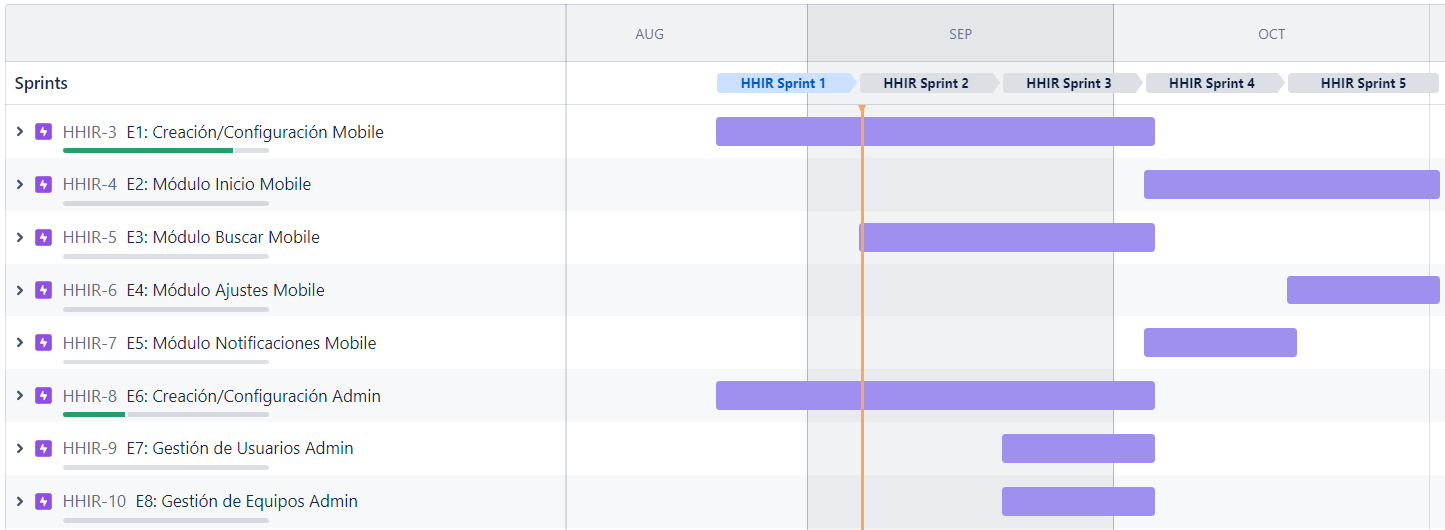 AUG SEP OCT
Sprints HHIR Sprint 1 HHIR Sprint 2 HHIR Sprint 3 HHIR Sprint 4 HHIR Sprint 5
HHIR-3 E1: Creación/Configuración Mobile
HHIR-4 E2: Módulo Inicio Mobile
HHIR-5 E3: Módulo Buscar Mobile
HHIR-6 E4: Módulo Ajustes Mobile
HHIR-7 E5: Módulo Notificaciones Mobile
HHIR-8 E6: Creación/Configuración Admin
HHIR-9 E7: Gestión de Usuarios Admin
HHIR-10 E8: Gestión de Equipos Admin